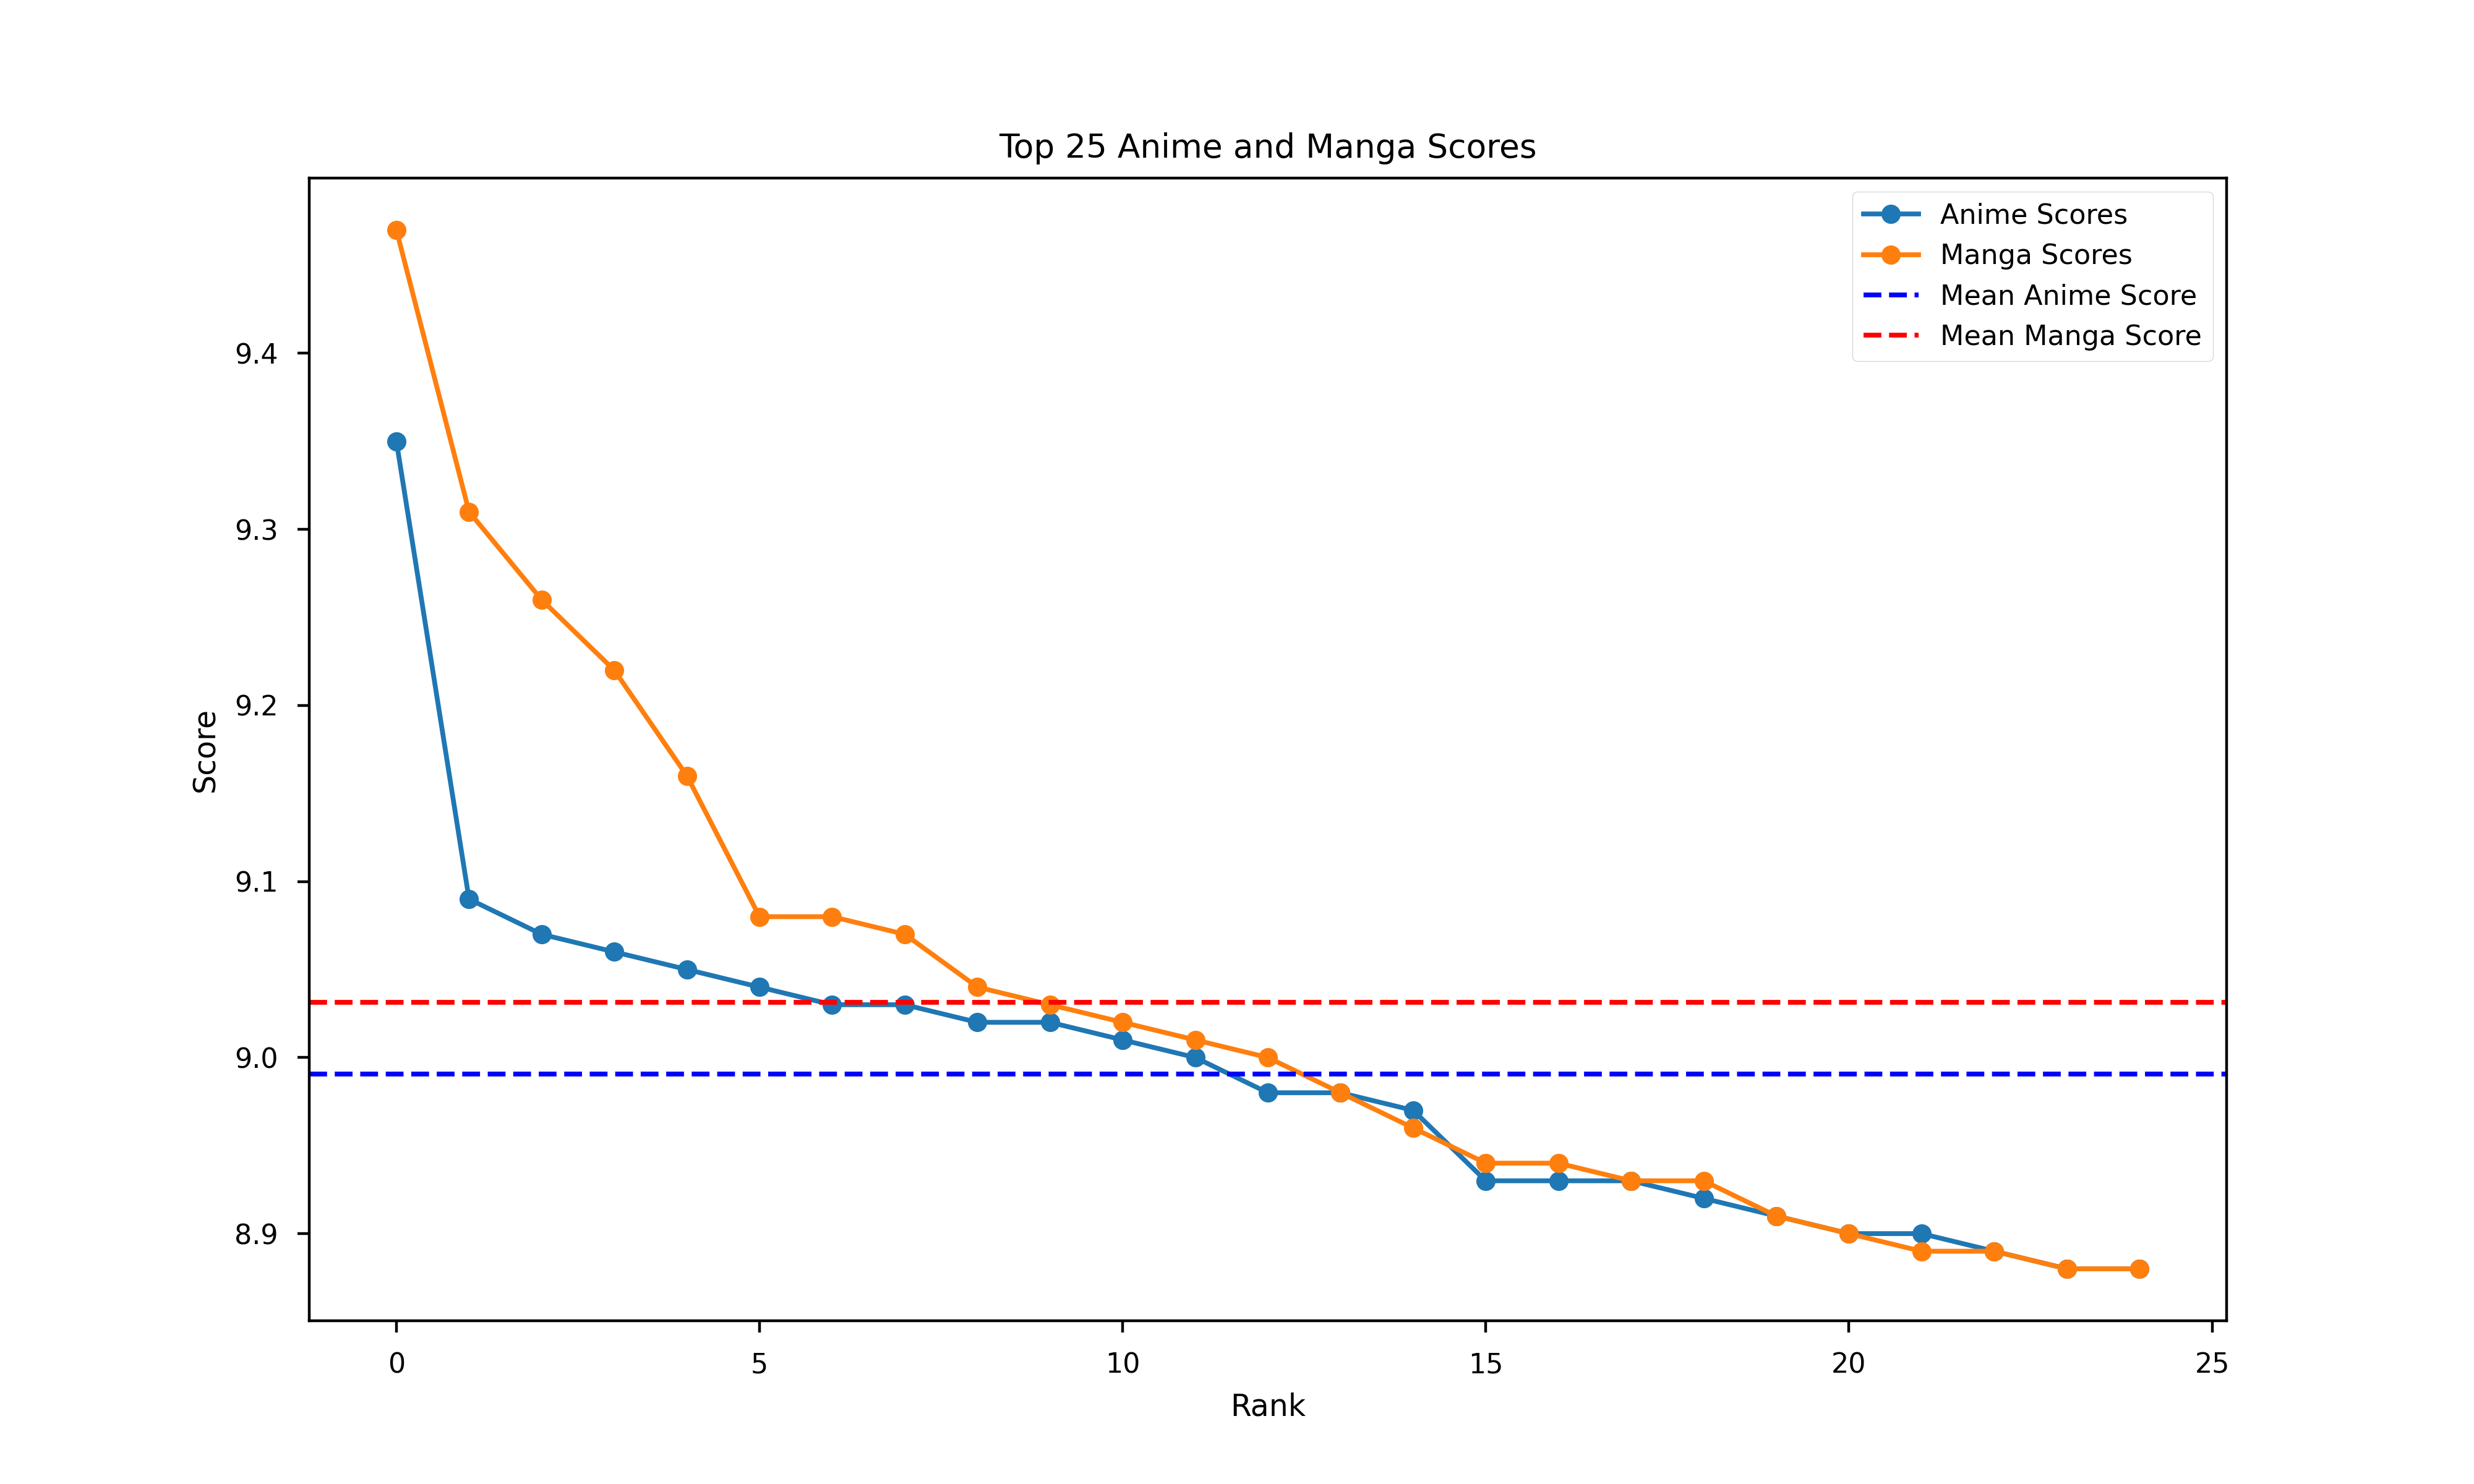 Top 25 Anime and Manga Scores
Anime Scores
Manga Scores
Mean Anime Score
Mean Manga Score
Score
9.4
9.3
9.2
9.1
9.0
8.9
0 5 10 15 20 25
Rank